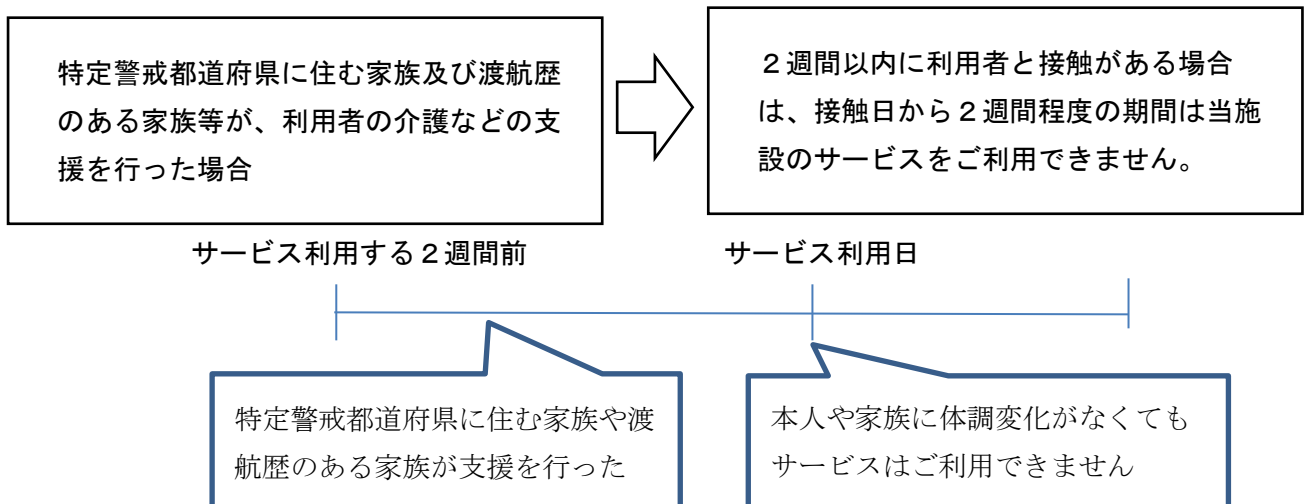 特定警戒都道府県に住む家族及び渡航歴
のある家族等が、利用者の介護などの支
援を行った場合
２週間以内に利用者と接触がある場合
は、接触日から２週間程度の期間は当施
設のサービスをご利用できません。
サービス利用する２週間前
サービス利用日
特定警戒都道府県に住む家族や渡
航歴のある家族が支援を行った
本人や家族に体調変化がなくても
サービスはご利用できません